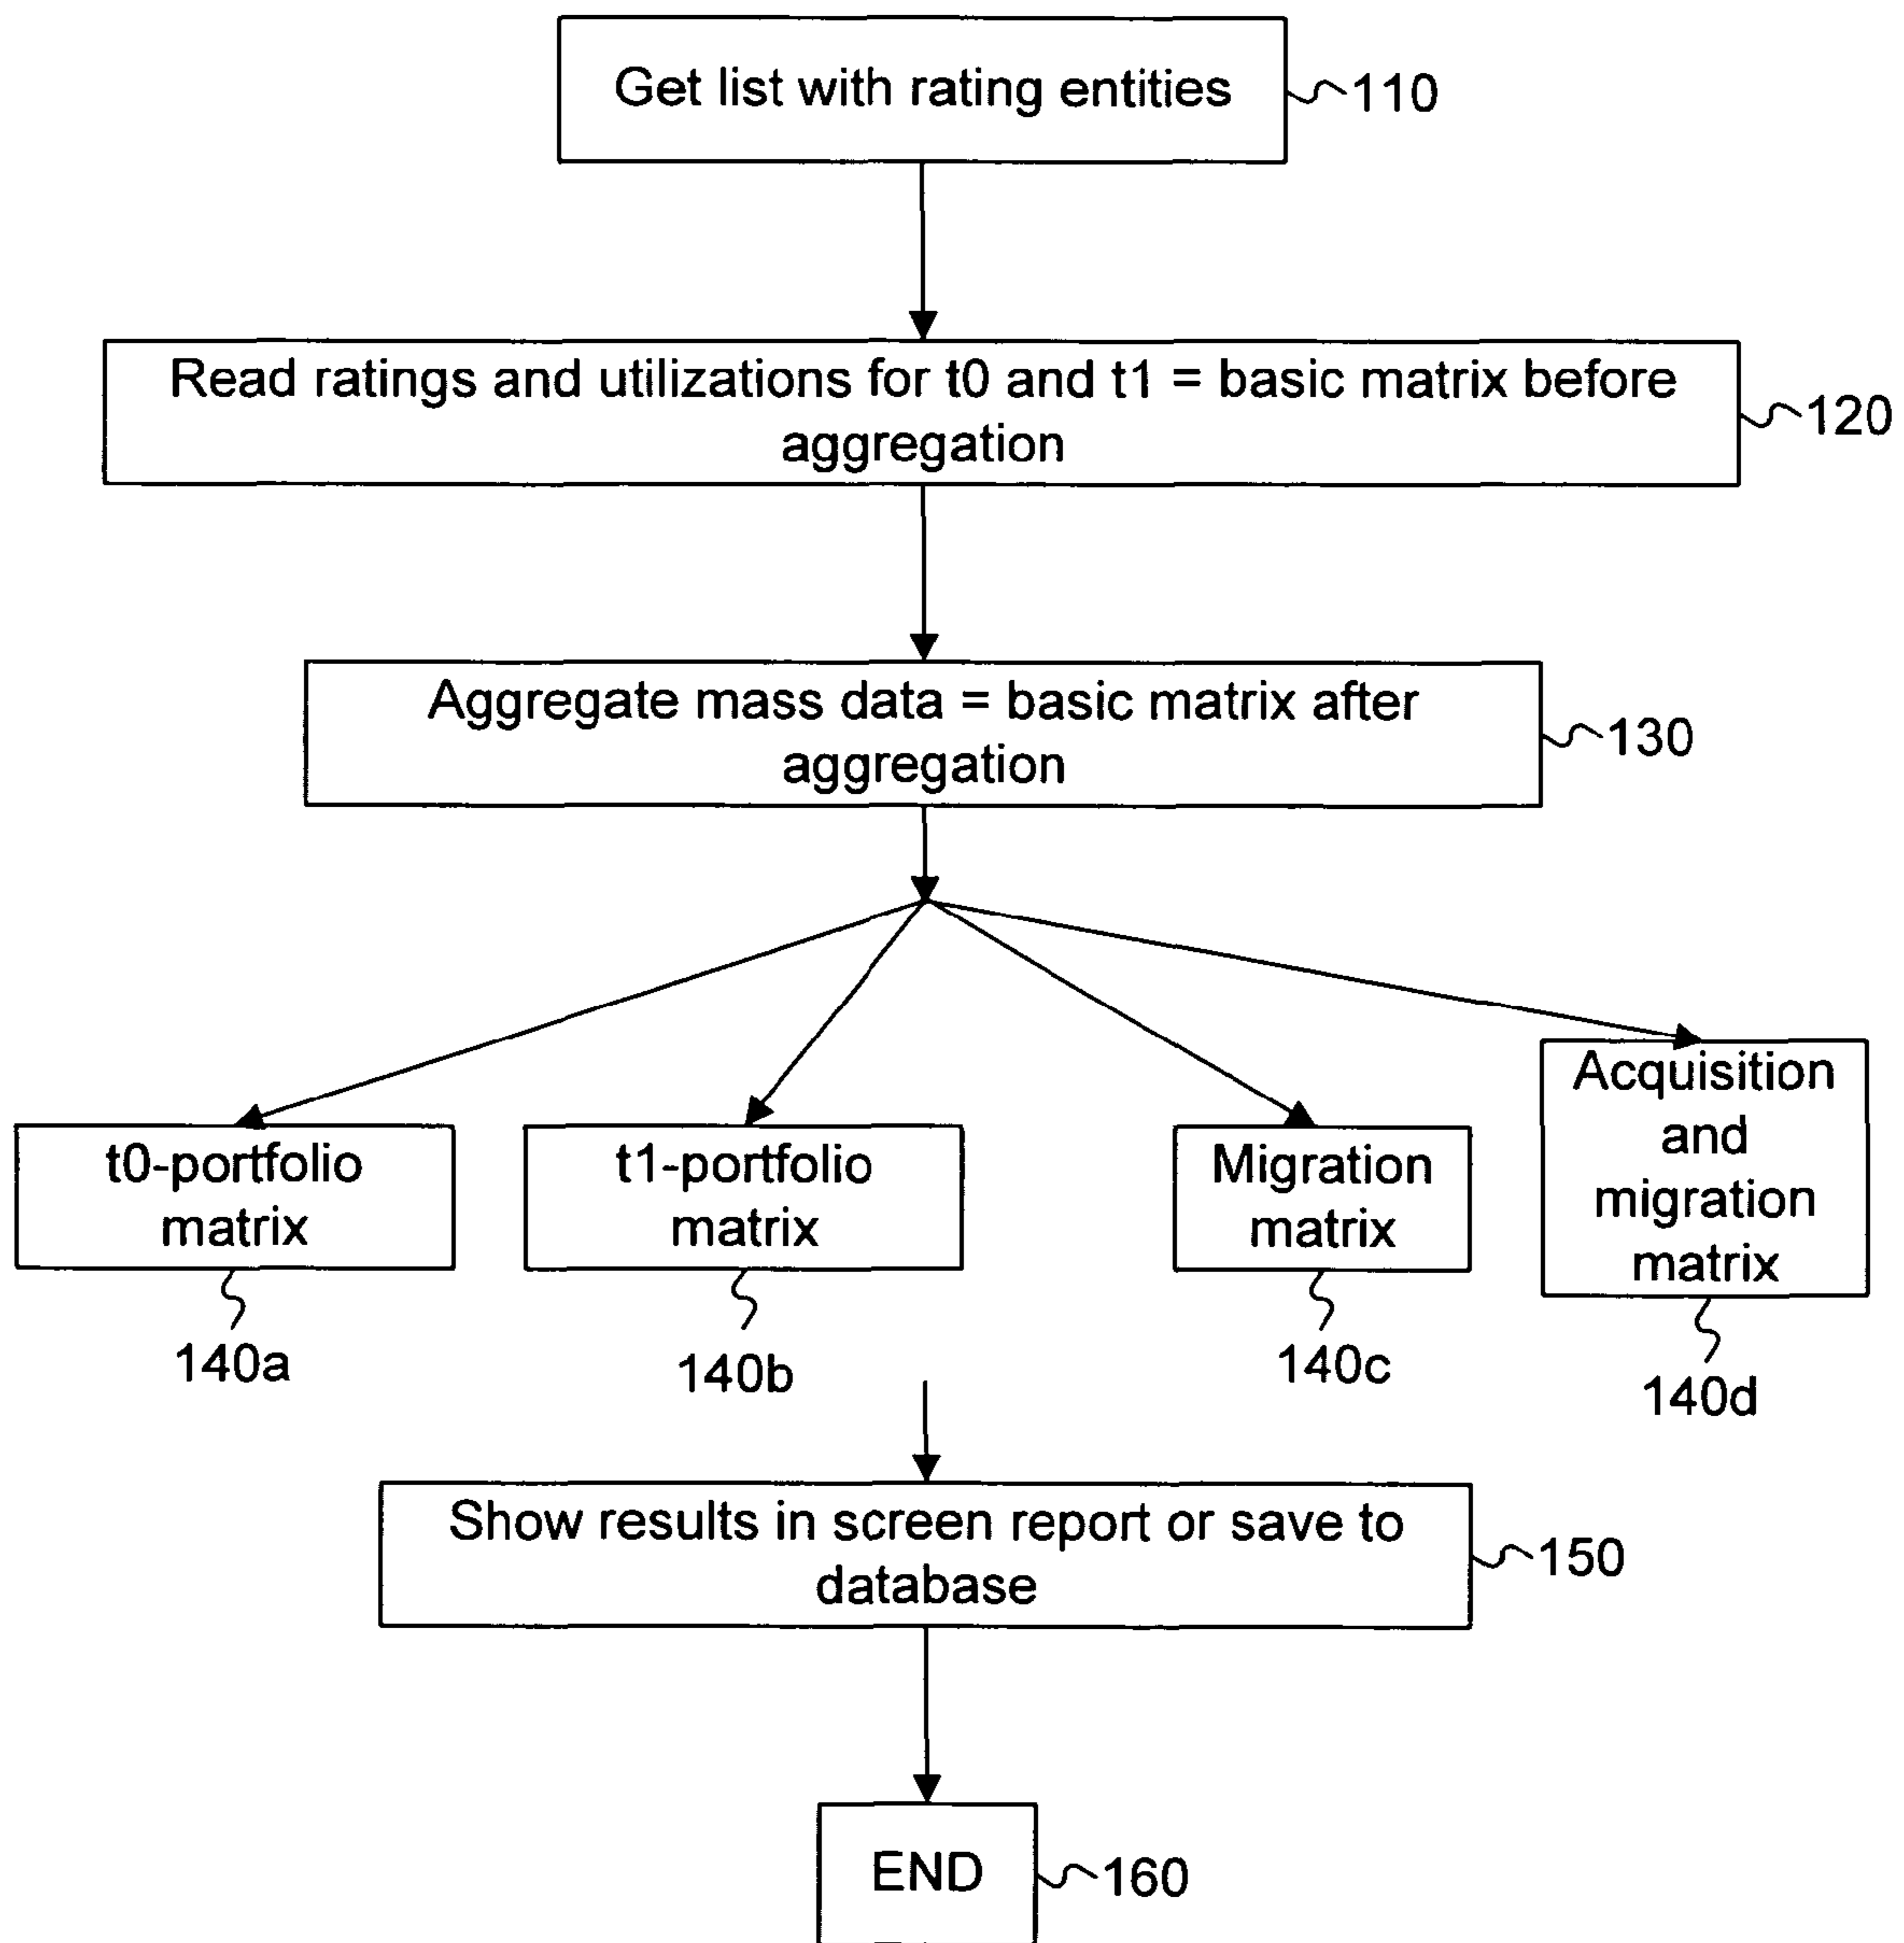 Get list with rating entities
110
Read ratings and utilizations for t0 and t1 = basic matrix before
aggregation
120
Aggregate mass data = basic matrix after
aggregation
130
t0-portfolio
matrix
140a
t1-portfolio
matrix
140b
Migration
matrix
140c
Acquisition
and
migration
matrix
140d
Show results in screen report or save to
database
150
END
160